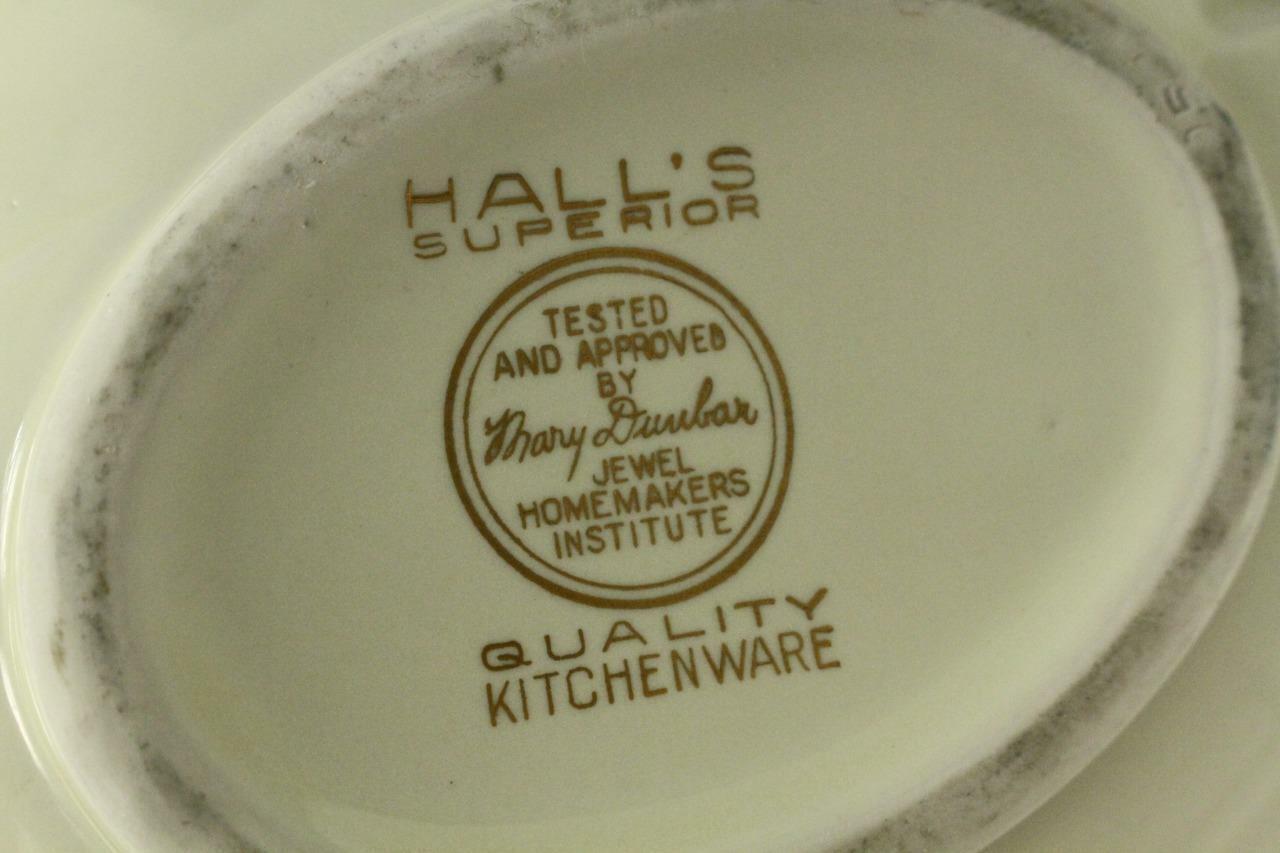 HALL'S
SUPERIOR
TESTED
AND APPROVED
BY
Mary Dunbar
JEWEL
HOMEMAKERS
INSTITUTE
QUALITY
KITCHENWARE